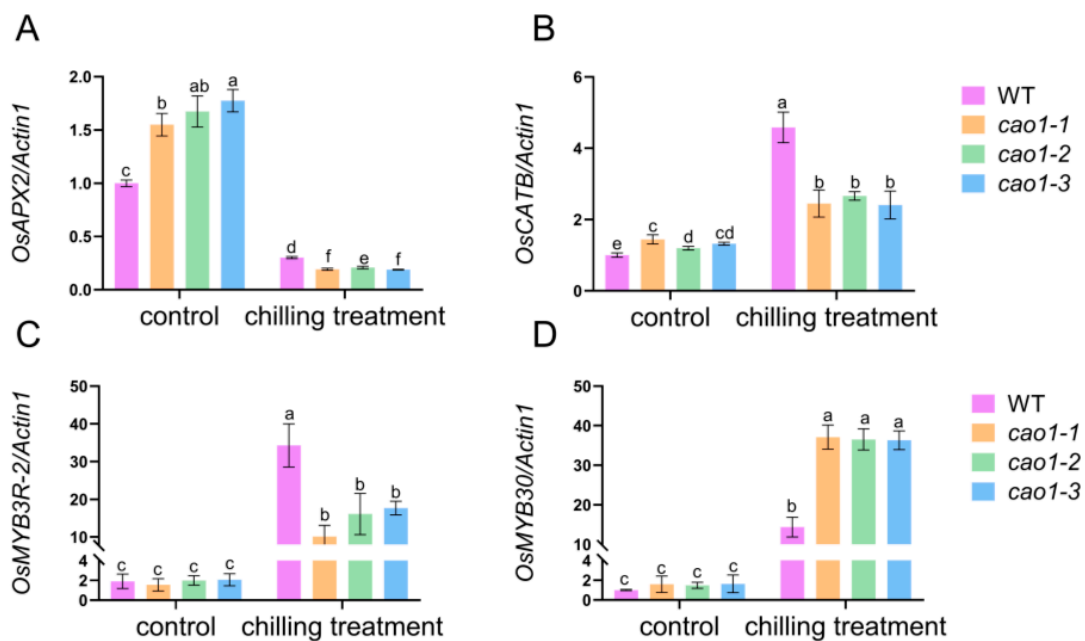 A
OsAPX2/Actin1
2.0
1.5
1.0
0.5
0.0
c
b
ab
a
d
f
e
f
control
chilling treatment
B
OsCATB/Actin1
6
4
2
0
e
c
d
cd
a
b
b
b
control
chilling treatment
WT
cao1-1
cao1-2
cao1-3
C
OsMYB3R-2/Actin1
50
40
30
20
10
4
2
0
c
c
c
c
a
b
b
b
control
chilling treatment
D
OsMYB30/Actin1
50
40
30
20
10
4
2
0
c
c
c
c
b
a
a
a
control
chilling treatment
WT
cao1-1
cao1-2
cao1-3